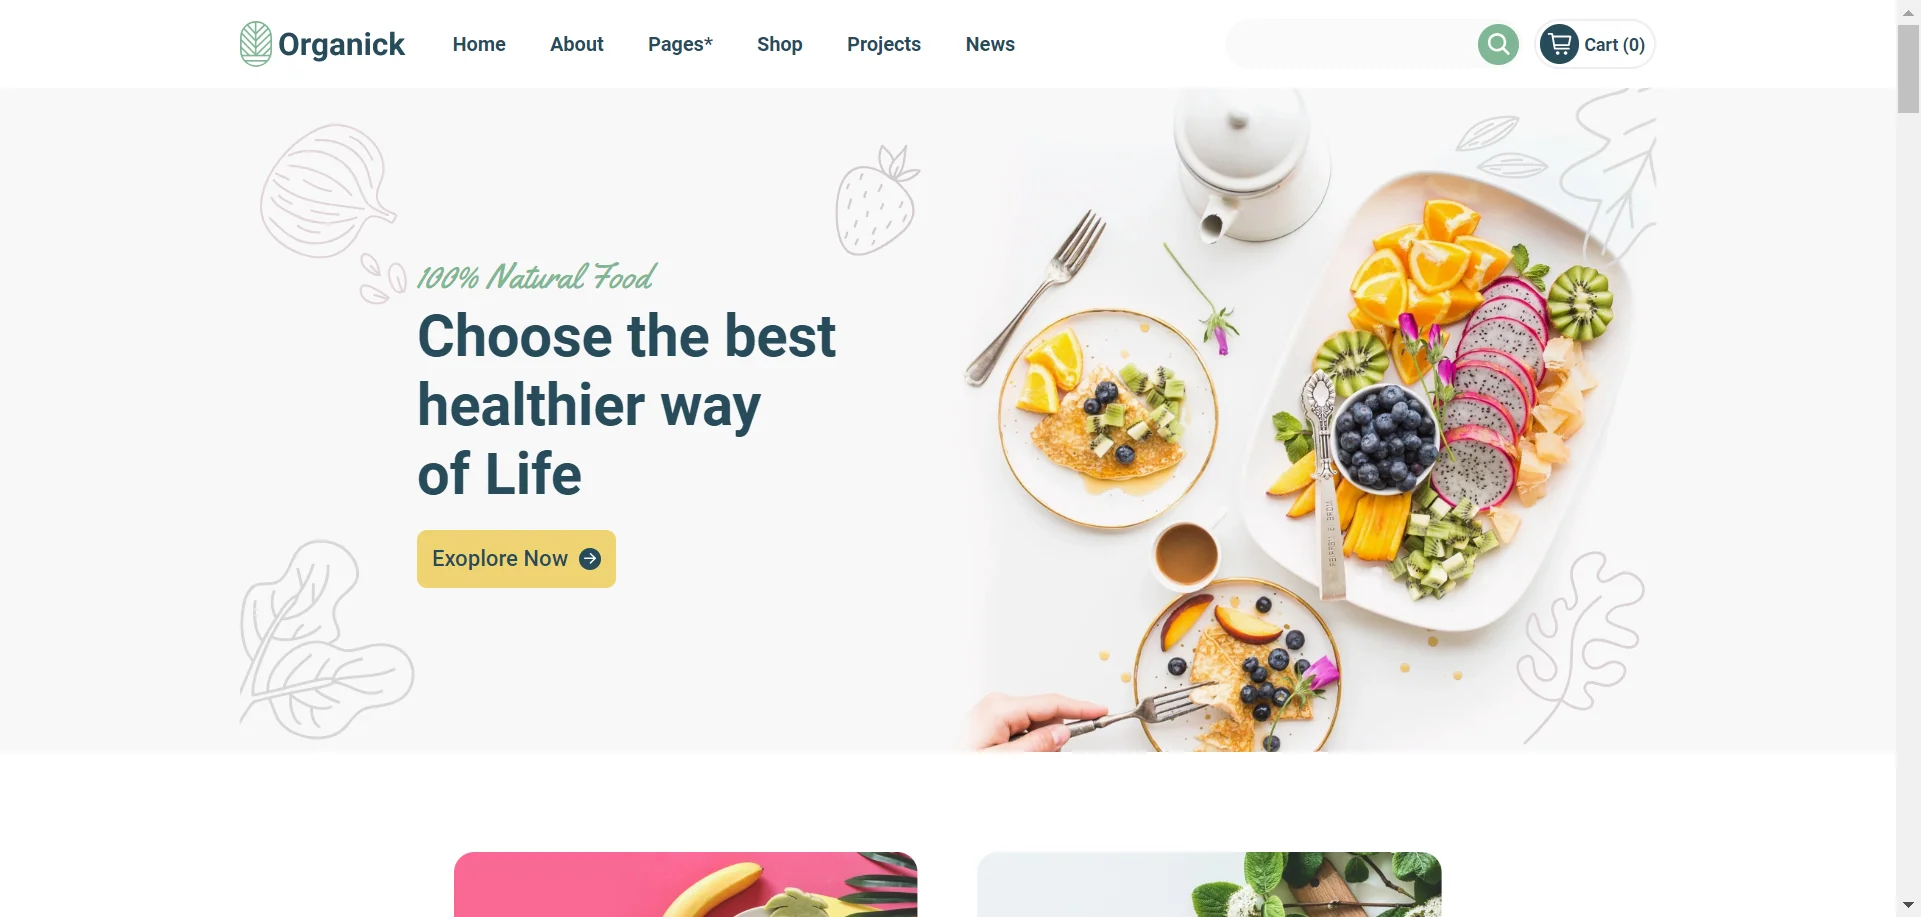 Organick
Home
About
Pages*
Shop
Projects
News
Cart (0)
100% Natural Food
Choose the best
healthier way
of Life
Exoplore Now